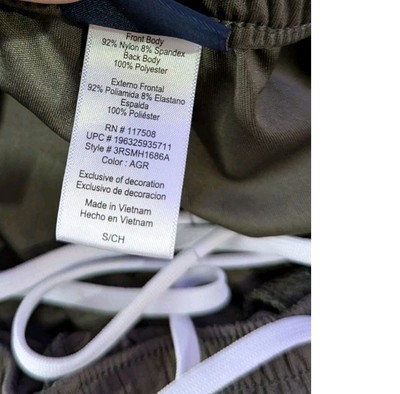 Front Body
92% Nylon 8% Spandex
Back Body
100% Polyester
Externo Frontal
92% Poliamida 8% Elastano
Espalda
100% Poliéster
RN # 117508
UPC # 196325935711
Style # 3RSMH1686A
Color : AGR
Exclusive of decoration
Exclusivo de decoracion
Made in Vietnam
Hecho en Vietnam
S/CH